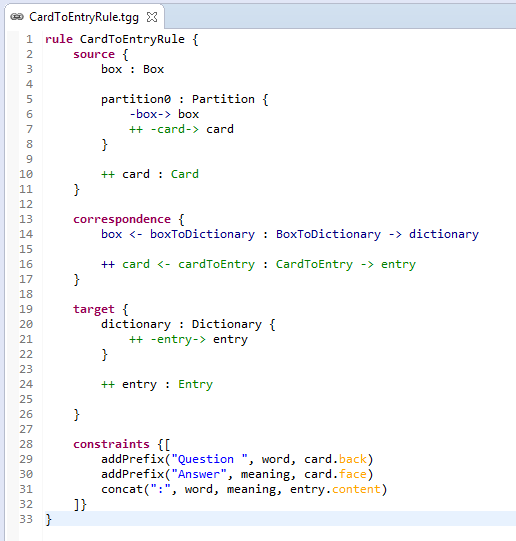 CardToEntryRule.tgg
1 rule CardToEntryRule {
2     source {
3         box : Box
4
5         partition0 : Partition {
6             -box-> box
7             ++ -card-> card
8         }
9
10         ++ card : Card
11     }
12
13     correspondence {
14         box <- boxToDictionary : BoxToDictionary -> dictionary
15
16         ++ card <- cardToEntry : CardToEntry -> entry
17     }
18
19     target {
20         dictionary : Dictionary {
21             ++ -entry-> entry
22         }
23
24         ++ entry : Entry
25
26     }
27
28     constraints {[
29         addPrefix("Question ", word, card.back)
30         addPrefix("Answer", meaning, card.face)
31         concat(":", word, meaning, entry.content)
32     ]}
33 }